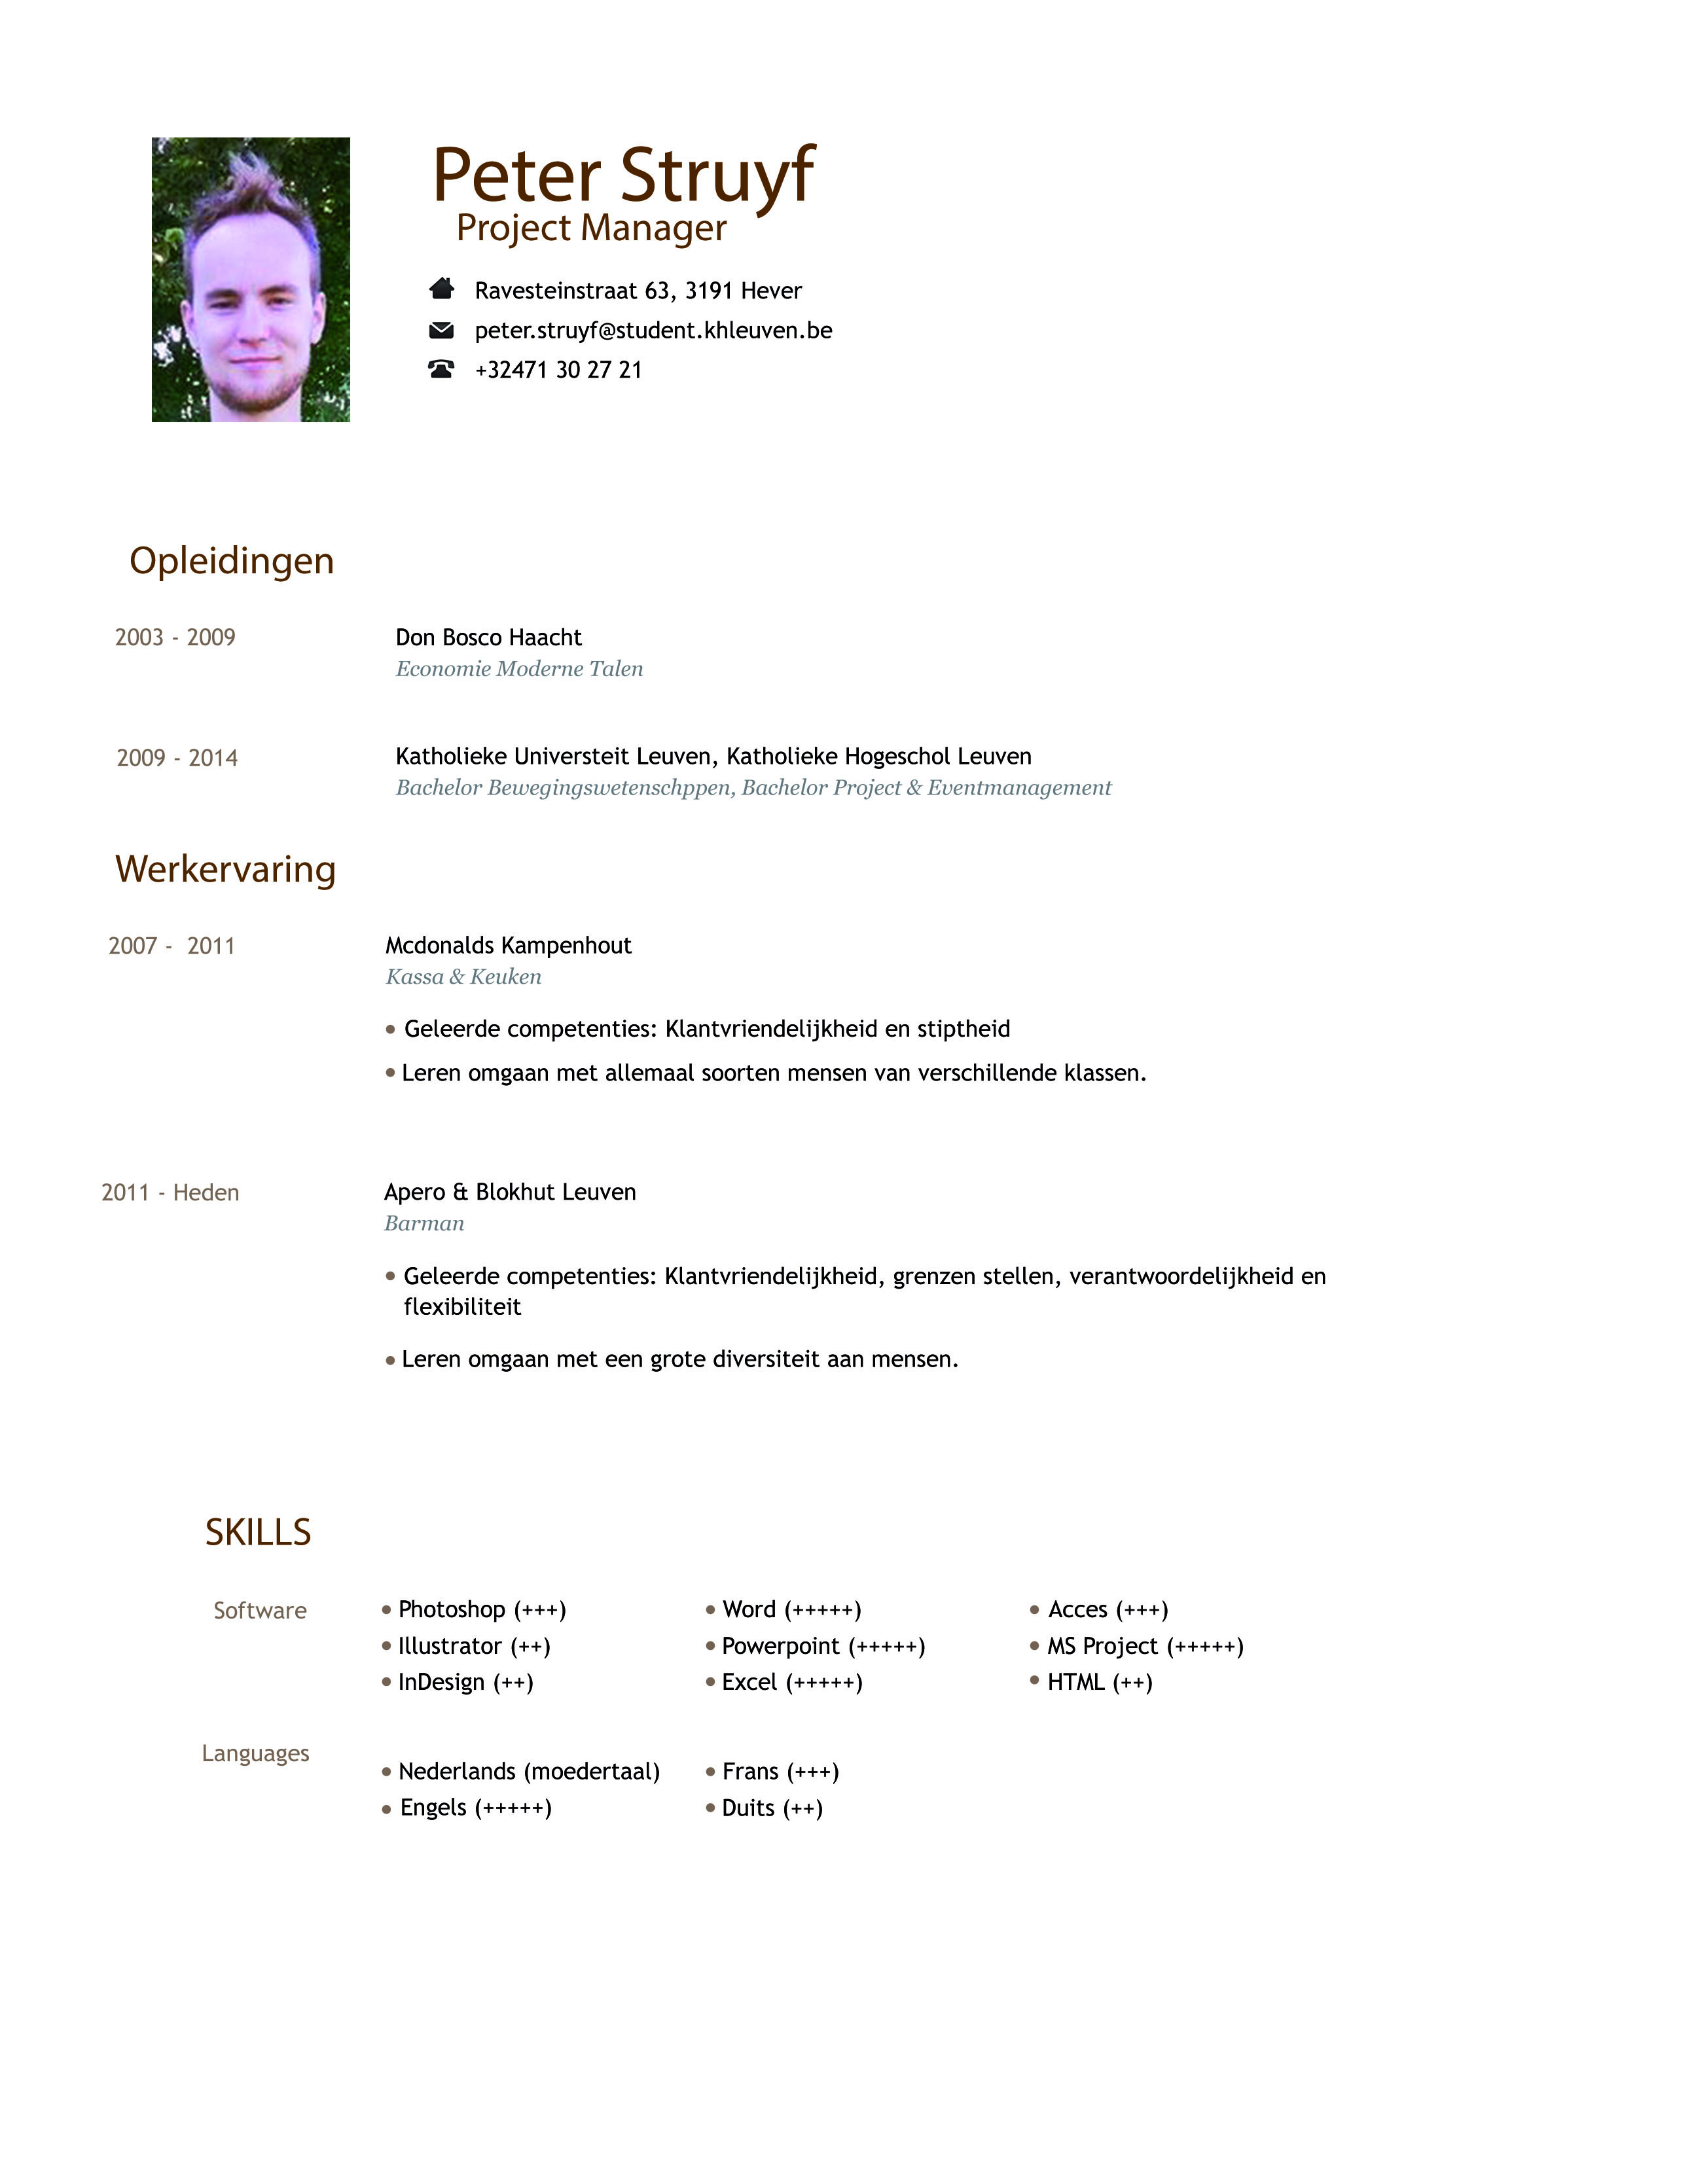 Peter Struyf
Project Manager
Ravesteinstraat 63, 3191 Hever
peter.struyf@student.khleuven.be
+32471 30 27 21
Opleidingen
2003 - 2009
Don Bosco Haacht
Economie Moderne Talen
2009 - 2014
Katholieke Universteit Leuven, Katholieke Hogeschol Leuven
Bachelor Bewegingswetenschppen, Bachelor Project & Eventmanagement
Werkervaring
2007 - 2011
Mcdonalds Kampenhout
Kassa & Keuken
• Geleerde competenties: Klantvriendelijkheid en stiptheid
• Leren omgaan met allemaal soorten mensen van verschillende klassen.
2011 - Heden
Apero & Blokhut Leuven
Barman
• Geleerde competenties: Klantvriendelijkheid, grenzen stellen, verantwoordelijkheid en
flexibiliteit
• Leren omgaan met een grote diversiteit aan mensen.
SKILLS
Software
• Photoshop (+++)
• Illustrator (++)
• InDesign (++)
• Word (+++++)
• Powerpoint (+++++)
• Excel (+++++)
• Acces (+++)
• MS Project (+++++)
• HTML (++)
Languages
• Nederlands (moedertaal)
• Engels (+++++)
• Frans (+++)
• Duits (++)